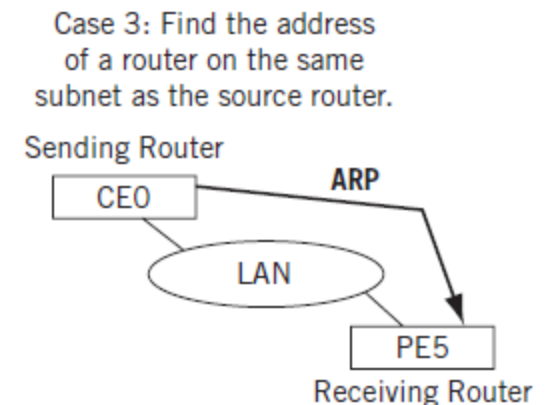 Case 3: Find the address
of a router on the same
subnet as the source router.
Sending Router
ARP
CE0
LAN
PE5
Receiving Router